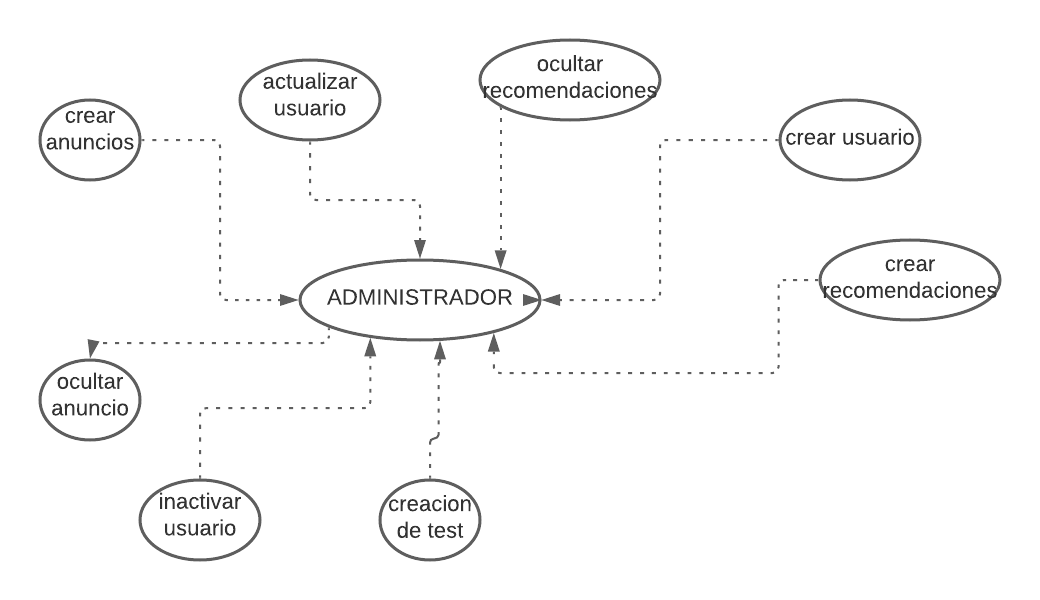 ocultar
recomendaciones
actualizar
usuario
crear
anuncios
crear usuario
crear
recomendaciones
ADMINISTRADOR
ocultar
anuncio
inactivar
usuario
creacion
de test